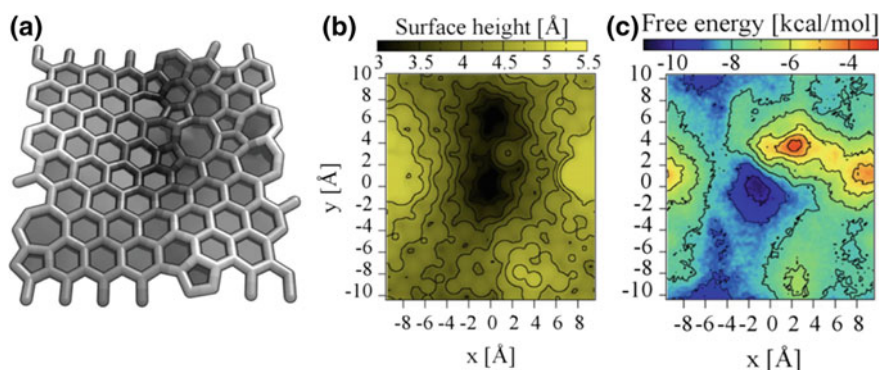 (a)
(b)
Surface height [Å]
3 3.5 4 4.5 5 5.5
10
8
6
4
2
0
-2
-4
-6
-8
-10
y [Å]
-8 -6 -4 -2 0 2 4 6 8
x [Å]
(c)
Free energy [kcal/mol]
-10 -8 -6 -4
10
8
6
4
2
0
-2
-4
-6
-8
-10
-8 -6 -4 -2 0 2 4 6 8
x [Å]